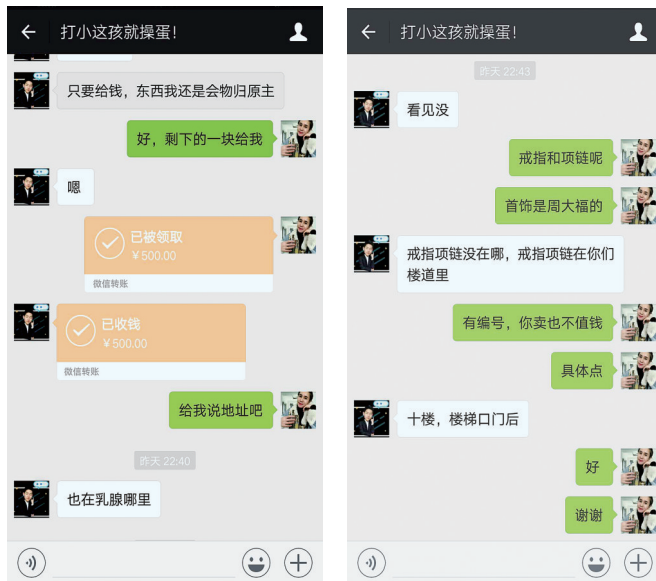 打小这孩就操蛋！
只要给钱，东西我还是会物归原主
好，剩下的一块给我
嗯
已被领取
￥500.00
微信转账
已收钱
￥500.00
微信转账
给我说地址吧
昨天 22:40
也在乳腺哪里
打小这孩就操蛋！
昨天 22:43
看见没
戒指和项链呢
首饰是周大福的
戒指项链没在哪，戒指项链在你们
楼道里
有编号，你卖也不值钱
具体点
十楼，楼梯口门后
好
谢谢